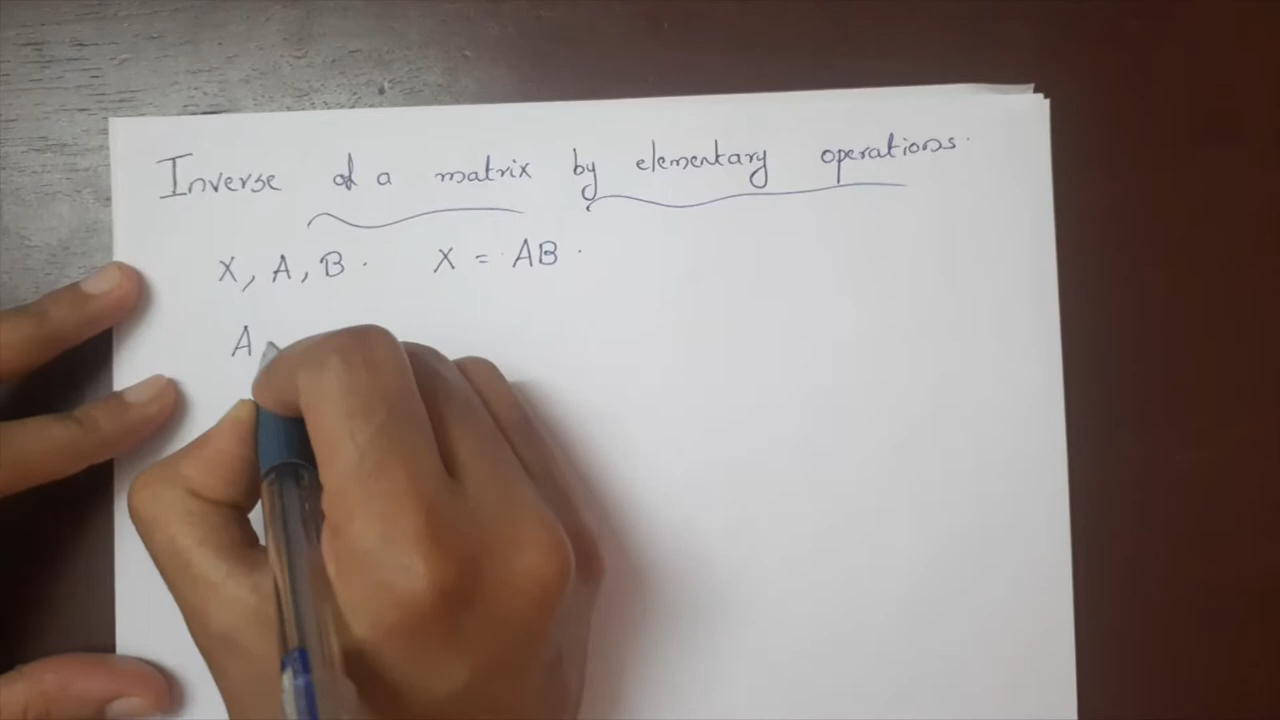 Inverse of a matrix by elementary operations.
X, A, B. X = AB.
A